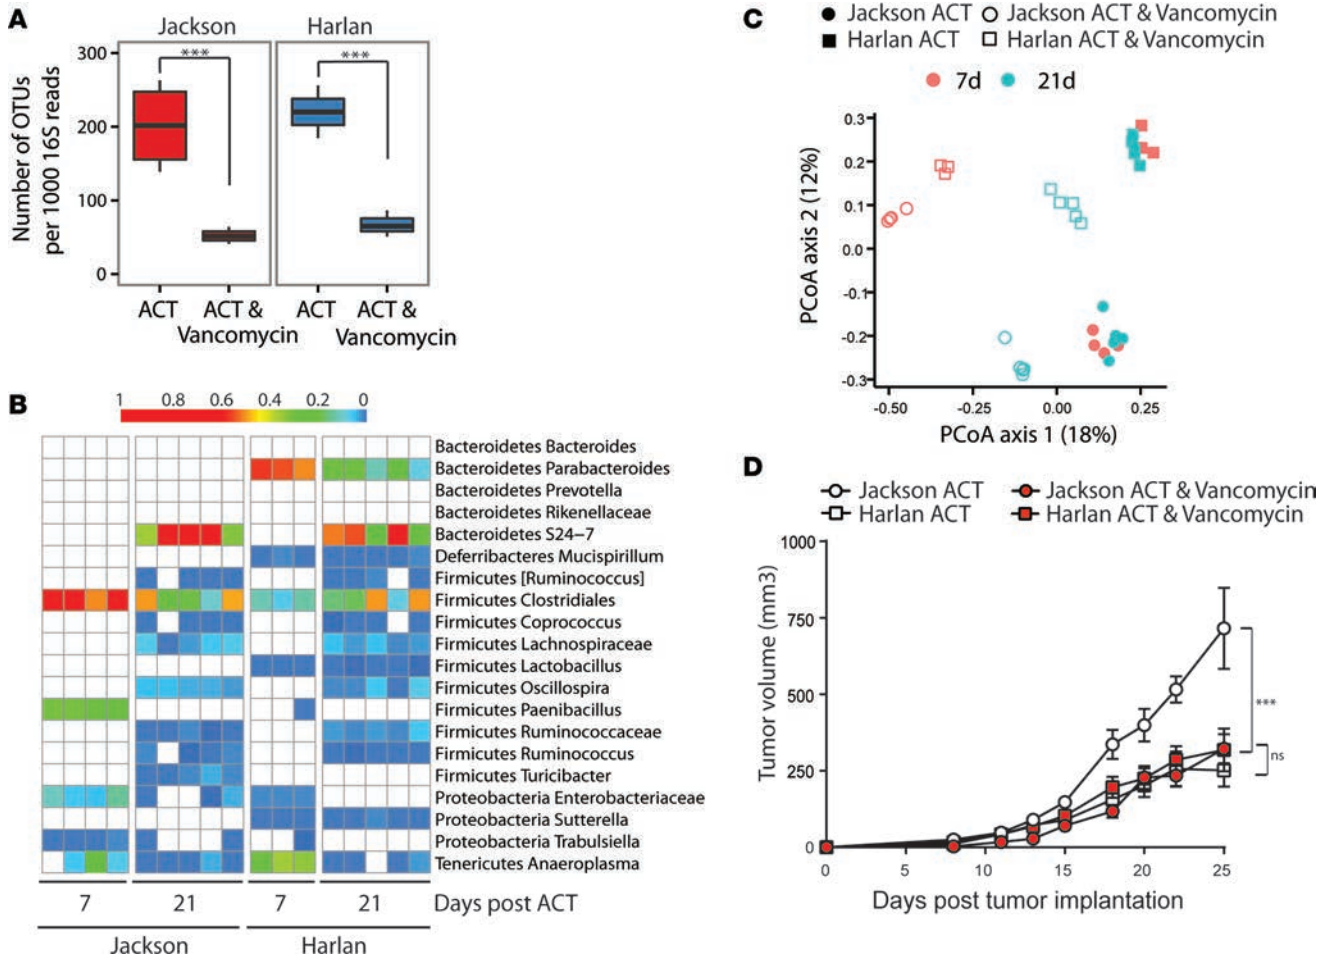 A
Jackson
Harlan
***
***
Number of OTUs
per 1000 16S reads
300
200
100
0
ACT
ACT &
Vancomycin
ACT
ACT &
Vancomycin
B
1
0.8
0.6
0.4
0.2
0
Bacteroidetes Bacteroides
Bacteroidetes Parabacteroides
Bacteroidetes Prevotella
Bacteroidetes Rikenellaceae
Bacteroidetes S24–7
Deferribacteres Mucispirillum
Firmicutes [Ruminococcus]
Firmicutes Clostridiales
Firmicutes Coprococcus
Firmicutes Lachnospiraceae
Firmicutes Lactobacillus
Firmicutes Oscillospira
Firmicutes Paenibacillus
Firmicutes Ruminococcaceae
Firmicutes Ruminococcus
Firmicutes Turicibacter
Proteobacteria Enterobacteriaceae
Proteobacteria Sutterella
Proteobacteria Trabulsiella
Tenericutes Anaeroplasma
7
21
7
21
Days post ACT
Jackson
Harlan
C
Jackson ACT
Jackson ACT & Vancomycin
Harlan ACT
Harlan ACT & Vancomycin
7d
21d
PCoA axis 2 (12%)
0.3
0.2
0.1
0.0
-0.1
-0.2
-0.3
-0.50
-0.25
0.00
0.25
PCoA axis 1 (18%)
D
Jackson ACT
Jackson ACT & Vancomycin
Harlan ACT
Harlan ACT & Vancomycin
Tumor volume (mm3)
1000
750
500
250
0
***
ns
0
5
10
15
20
25
Days post tumor implantation